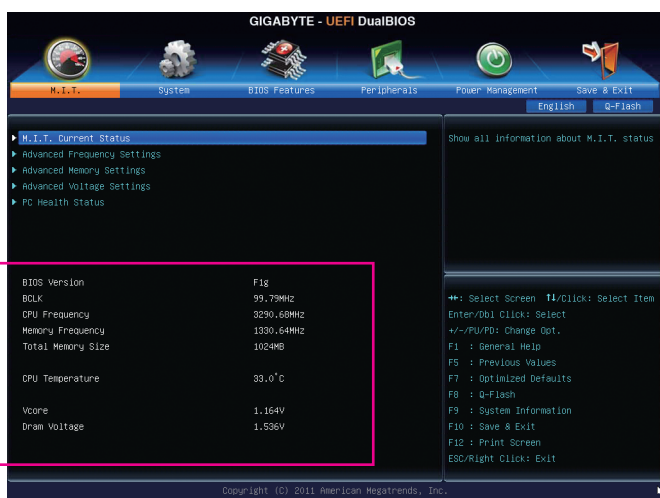 GIGABYTE - UEFI DualBIOS
M.I.T. System BIOS Features Peripherals Power Management Save & Exit
English Q-Flash
M.I.T. Current Status
Advanced Frequency Settings
Advanced Memory Settings
Advanced Voltage Settings
PC Health Status
Show all information about M.I.T. status
BIOS Version F1g
BCLK 99.79MHz
CPU Frequency 3290.68MHz
Memory Frequency 1330.64MHz
Total Memory Size 1024MB
CPU Temperature 33.0°C
Vcore 1.164V
Dram Voltage 1.536V
→←: Select Screen ↑↓/Click: Select Item
Enter/Dbl Click: Select
+/-/PU/PD: Change Opt.
F1 : General Help
F5 : Previous Values
F7 : Optimized Defaults
F8 : Q-Flash
F9 : System Information
F10 : Save & Exit
F12 : Print Screen
ESC/Right Click: Exit
Copyright (C) 2011 American Megatrends, Inc.